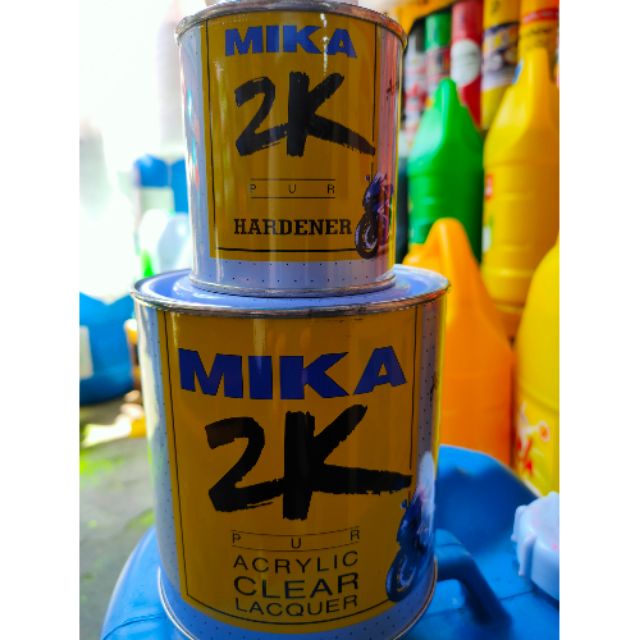 MIKA
2K
PUR
HARDENER
MIKA
2K
PUR
ACRYLIC
CLEAR
LACQUER